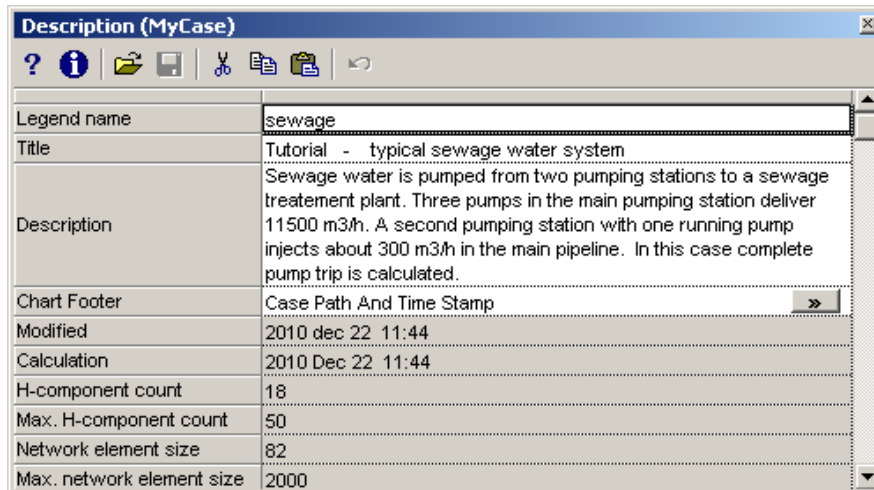 Description (MyCase)
Legend name sewage
Title Tutorial - typical sewage water system
Description Sewage water is pumped from two pumping stations to a sewage
treatement plant. Three pumps in the main pumping station deliver
11500 m3/h. A second pumping station with one running pump
injects about 300 m3/h in the main pipeline. In this case complete
pump trip is calculated.
Chart Footer Case Path And Time Stamp »
Modified 2010 dec 22 11:44
Calculation 2010 Dec 22 11:44
H-component count 18
Max. H-component count 50
Network element size 82
Max. network element size 2000